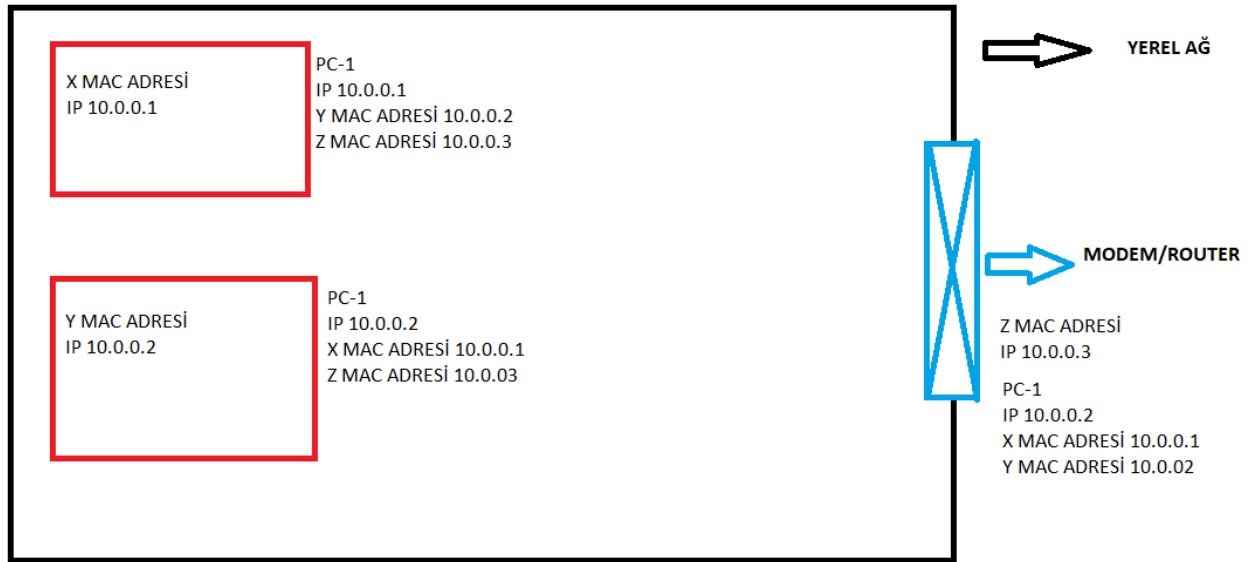 X MAC ADRESİ
IP 10.0.0.1
PC-1
IP 10.0.0.1
Y MAC ADRESİ 10.0.0.2
Z MAC ADRESİ 10.0.0.3
YEREL AĞ
Y MAC ADRESİ
IP 10.0.0.2
PC-1
IP 10.0.0.2
X MAC ADRESİ 10.0.0.1
Z MAC ADRESİ 10.0.03
MODEM/ROUTER
Z MAC ADRESİ
IP 10.0.0.3
PC-1
IP 10.0.0.2
X MAC ADRESİ 10.0.0.1
Y MAC ADRESİ 10.0.02